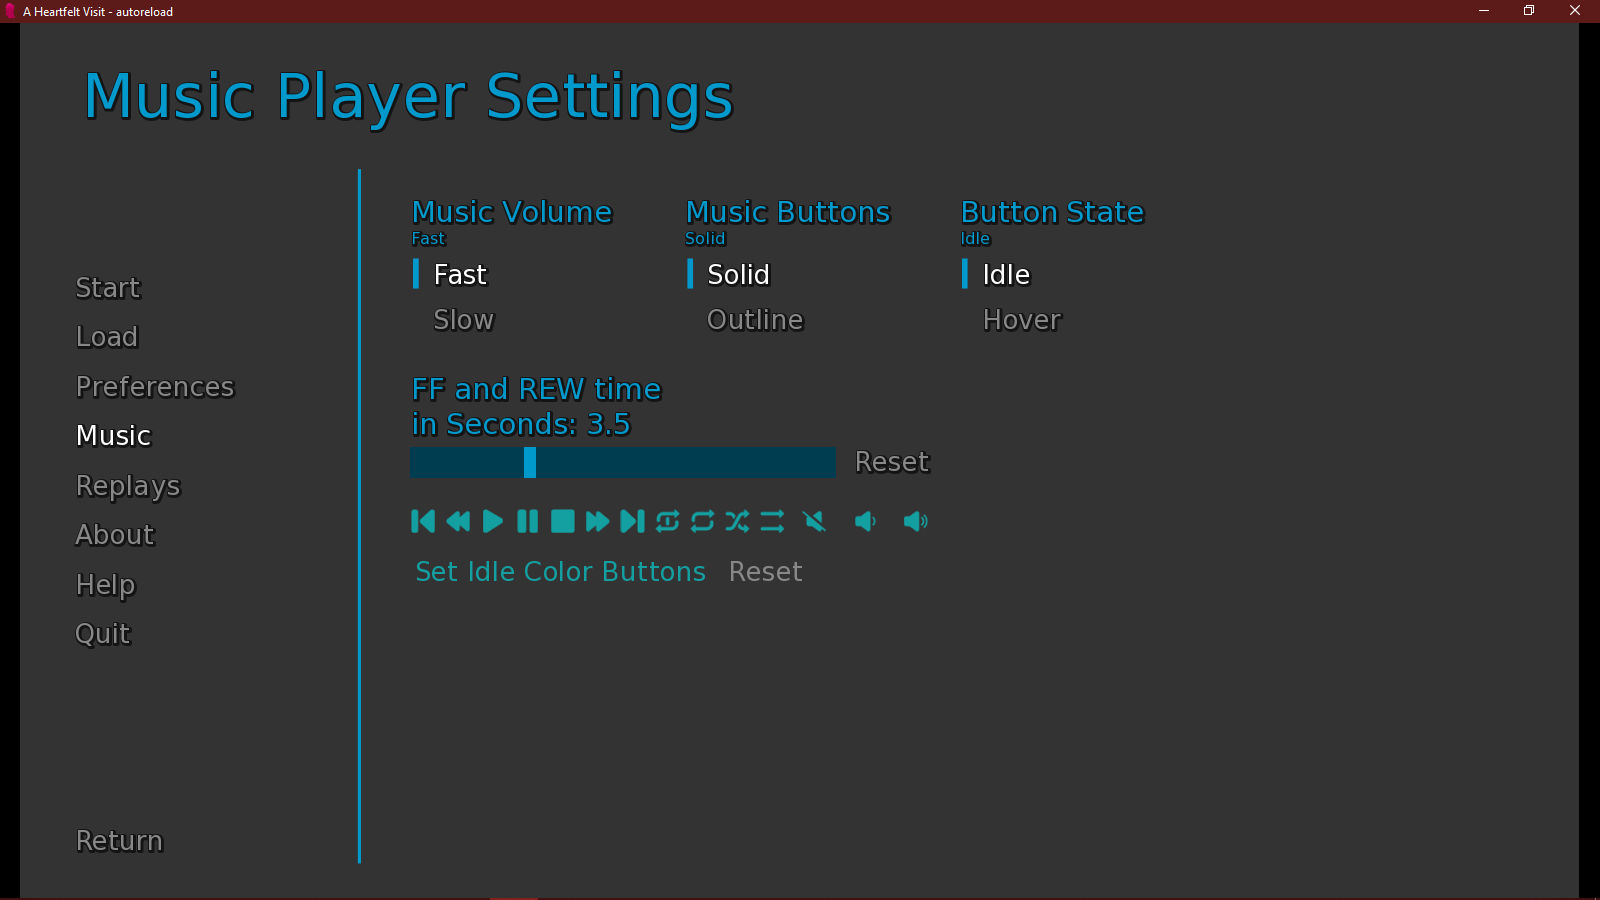 A Heartfelt Visit - autoreload
Music Player Settings
Start
Load
Preferences
Music
Replays
About
Help
Quit
Return
Music Volume
Fast
Fast
Slow
Music Buttons
Solid
Solid
Outline
Button State
Idle
Idle
Hover
FF and REW time
in Seconds: 3.5
Reset
Set Idle Color Buttons
Reset